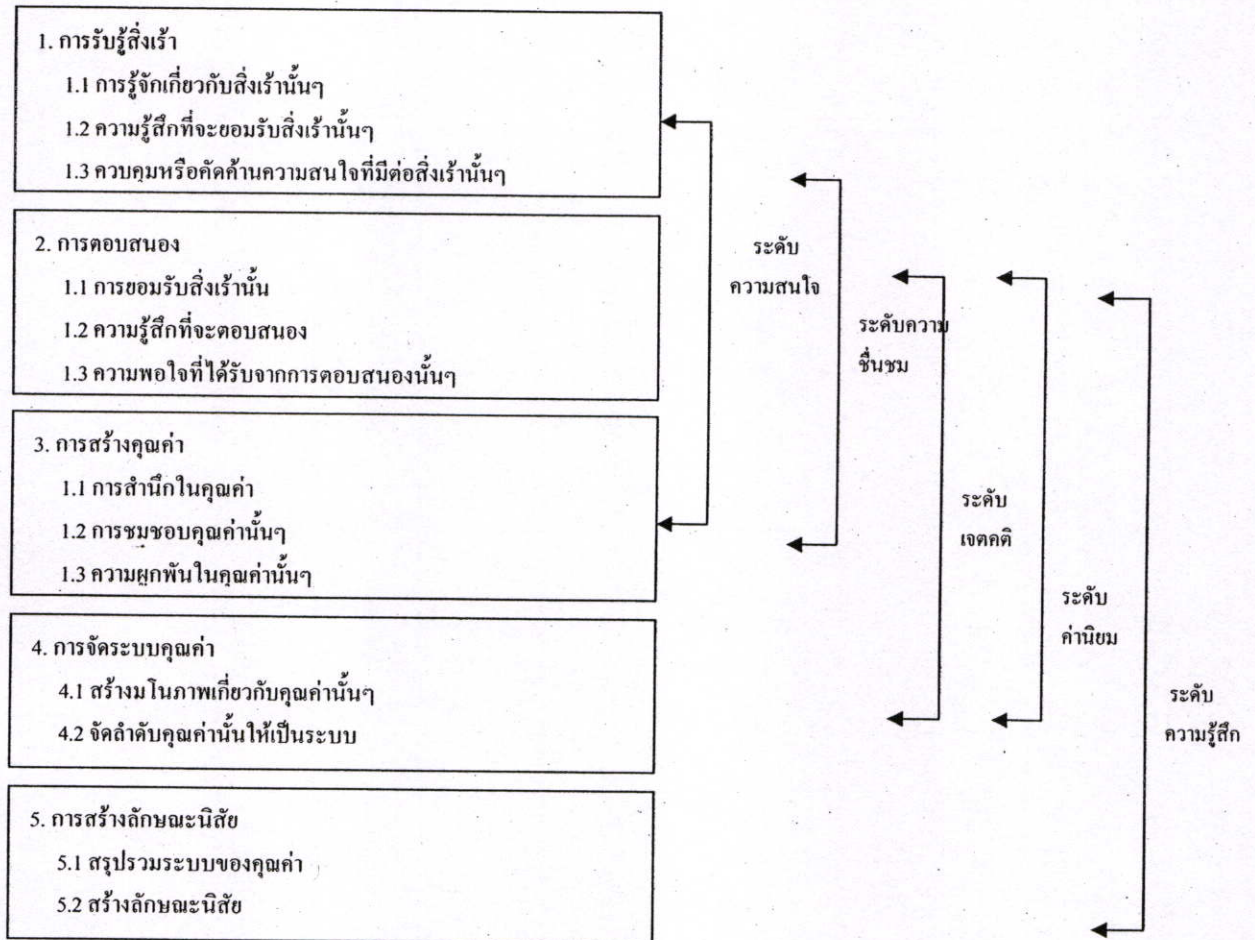 1. การรับรู้สิ่งเร้า
1.1 การรู้จักเกี่ยวกับสิ่งเร้านั้นๆ
1.2 ความรู้สึกที่จะยอมรับสิ่งเร้านั้นๆ
1.3 ควบคุมหรือคัดค้านความสนใจที่มีต่อสิ่งเร้านั้นๆ
2. การตอบสนอง
1.1 การยอมรับสิ่งเร้านั้น
1.2 ความรู้สึกที่จะตอบสนอง
1.3 ความพอใจที่ได้รับจากการตอบสนองนั้นๆ
3. การสร้างคุณค่า
1.1 การสำนึกในคุณค่า
1.2 การชมชอบคุณค่านั้นๆ
1.3 ความผูกพันในคุณค่านั้นๆ
4. การจัดระบบคุณค่า
4.1 สร้างมโนภาพเกี่ยวกับคุณค่านั้นๆ
4.2 จัดลำดับคุณค่านั้นให้เป็นระบบ
5. การสร้างลักษณะนิสัย
5.1 สรุปรวมระบบของคุณค่า
5.2 สร้างลักษณะนิสัย
ระดับ
ความสนใจ
ระดับความ
ชื่นชม
ระดับ
เจตคติ
ระดับ
ค่านิยม
ระดับ
ความรู้สึก